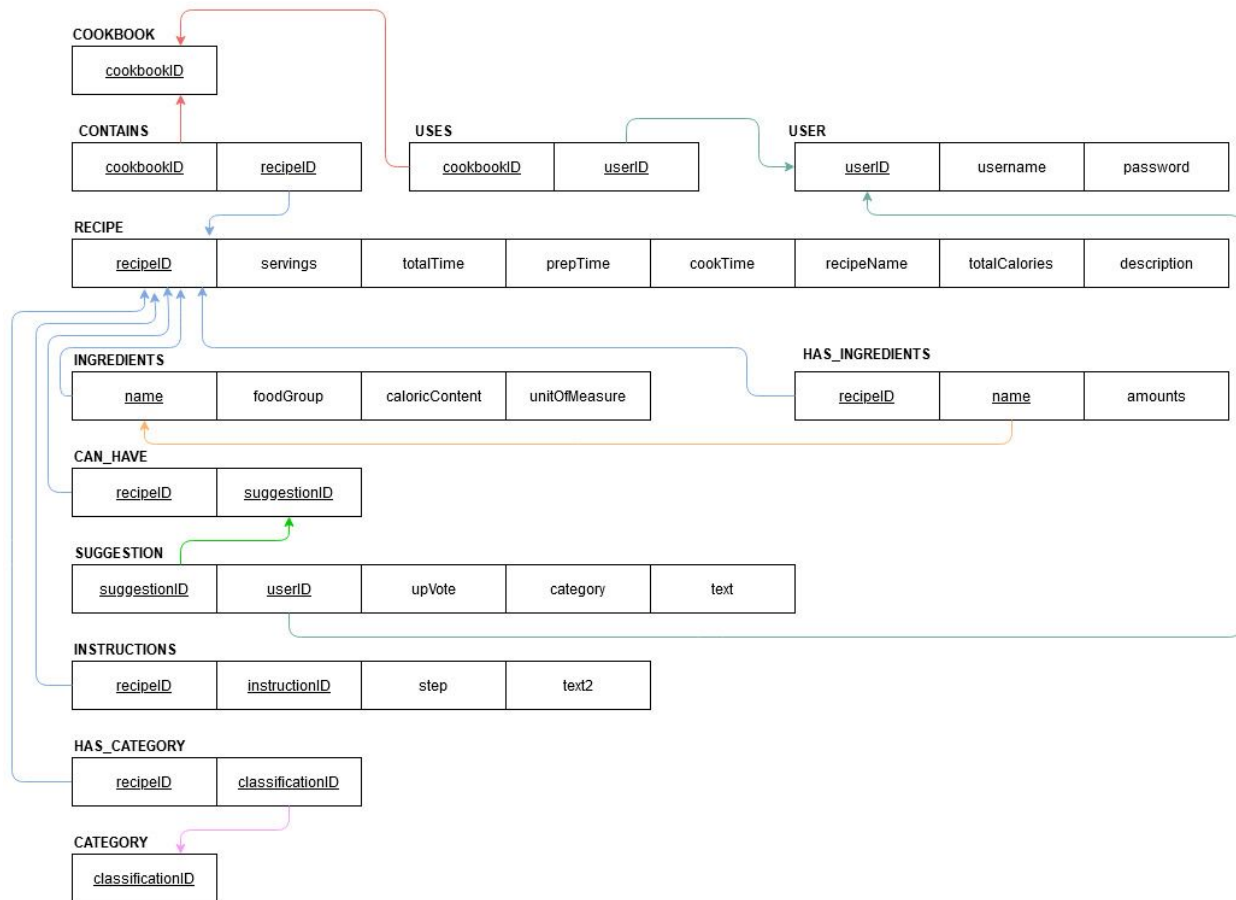 COOKBOOK
cookbookID
CONTAINS USES USER
cookbookID recipeID cookbookID userID userID username password
RECIPE
recipeID servings totalTime prepTime cookTime recipeName totalCalories description
INGREDIENTS HAS_INGREDIENTS
name foodGroup caloricContent unitOfMeasure recipeID name amounts
CAN_HAVE
recipeID suggestionID
SUGGESTION
suggestionID userID upVote category text
INSTRUCTIONS
recipeID instructionID step text2
HAS_CATEGORY
recipeID classificationID
CATEGORY
classificationID